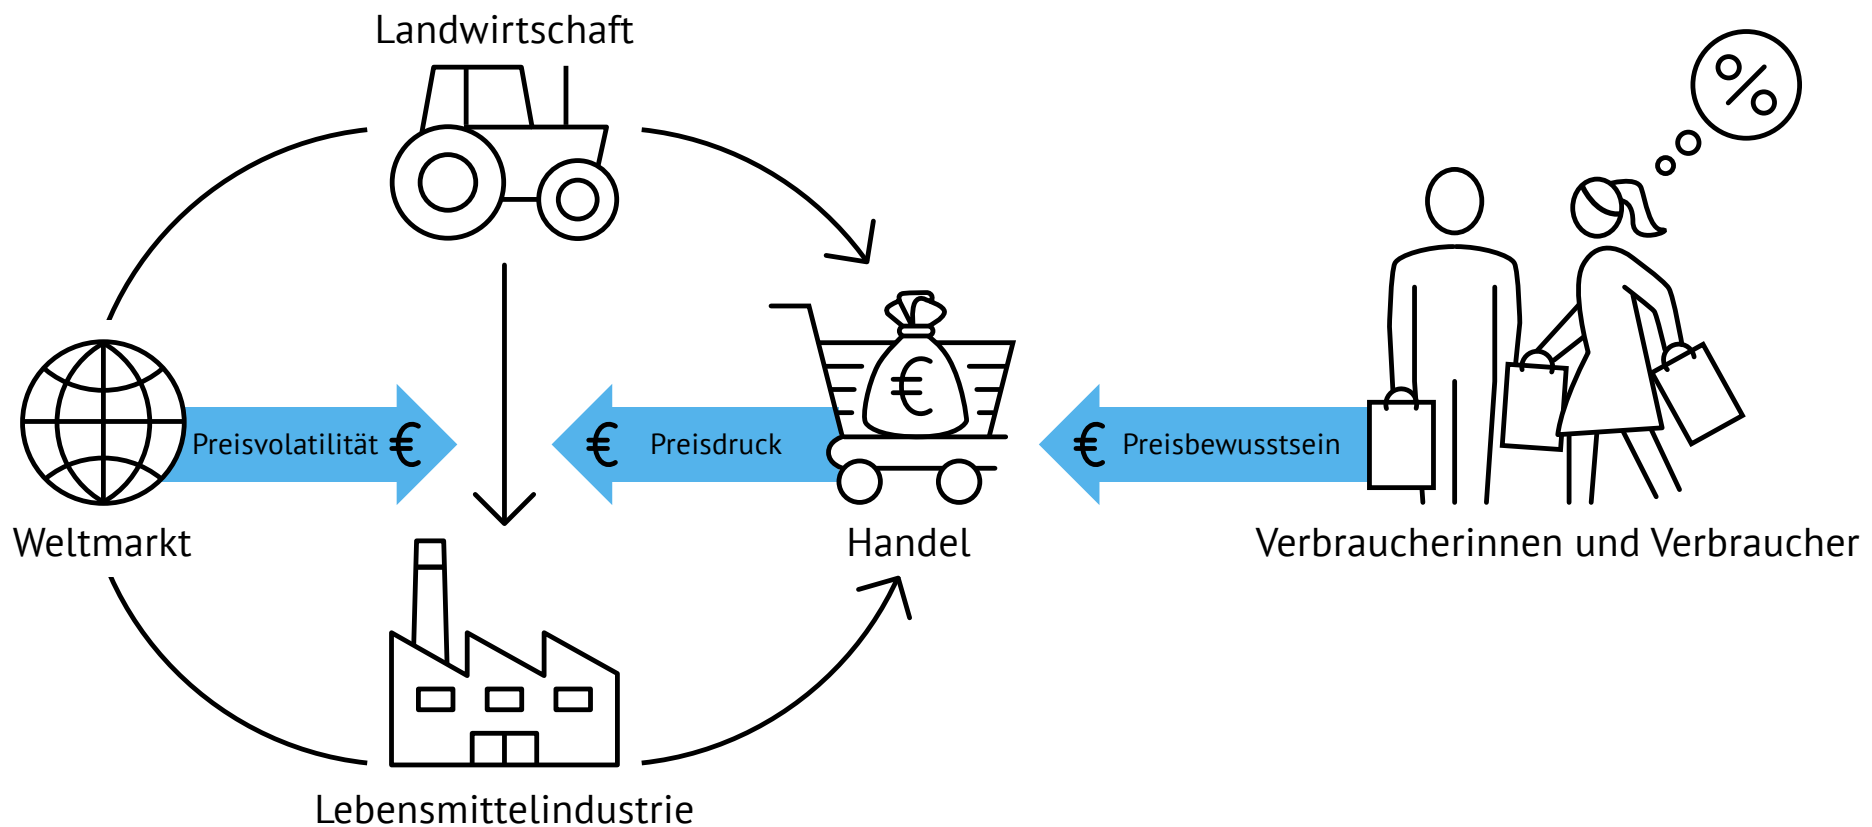 Landwirtschaft
%
€
Preisvolatilität €
€ Preisdruck
€ Preisbewusstsein
Weltmarkt
Handel
Verbraucherinnen und Verbraucher
Lebensmittelindustrie